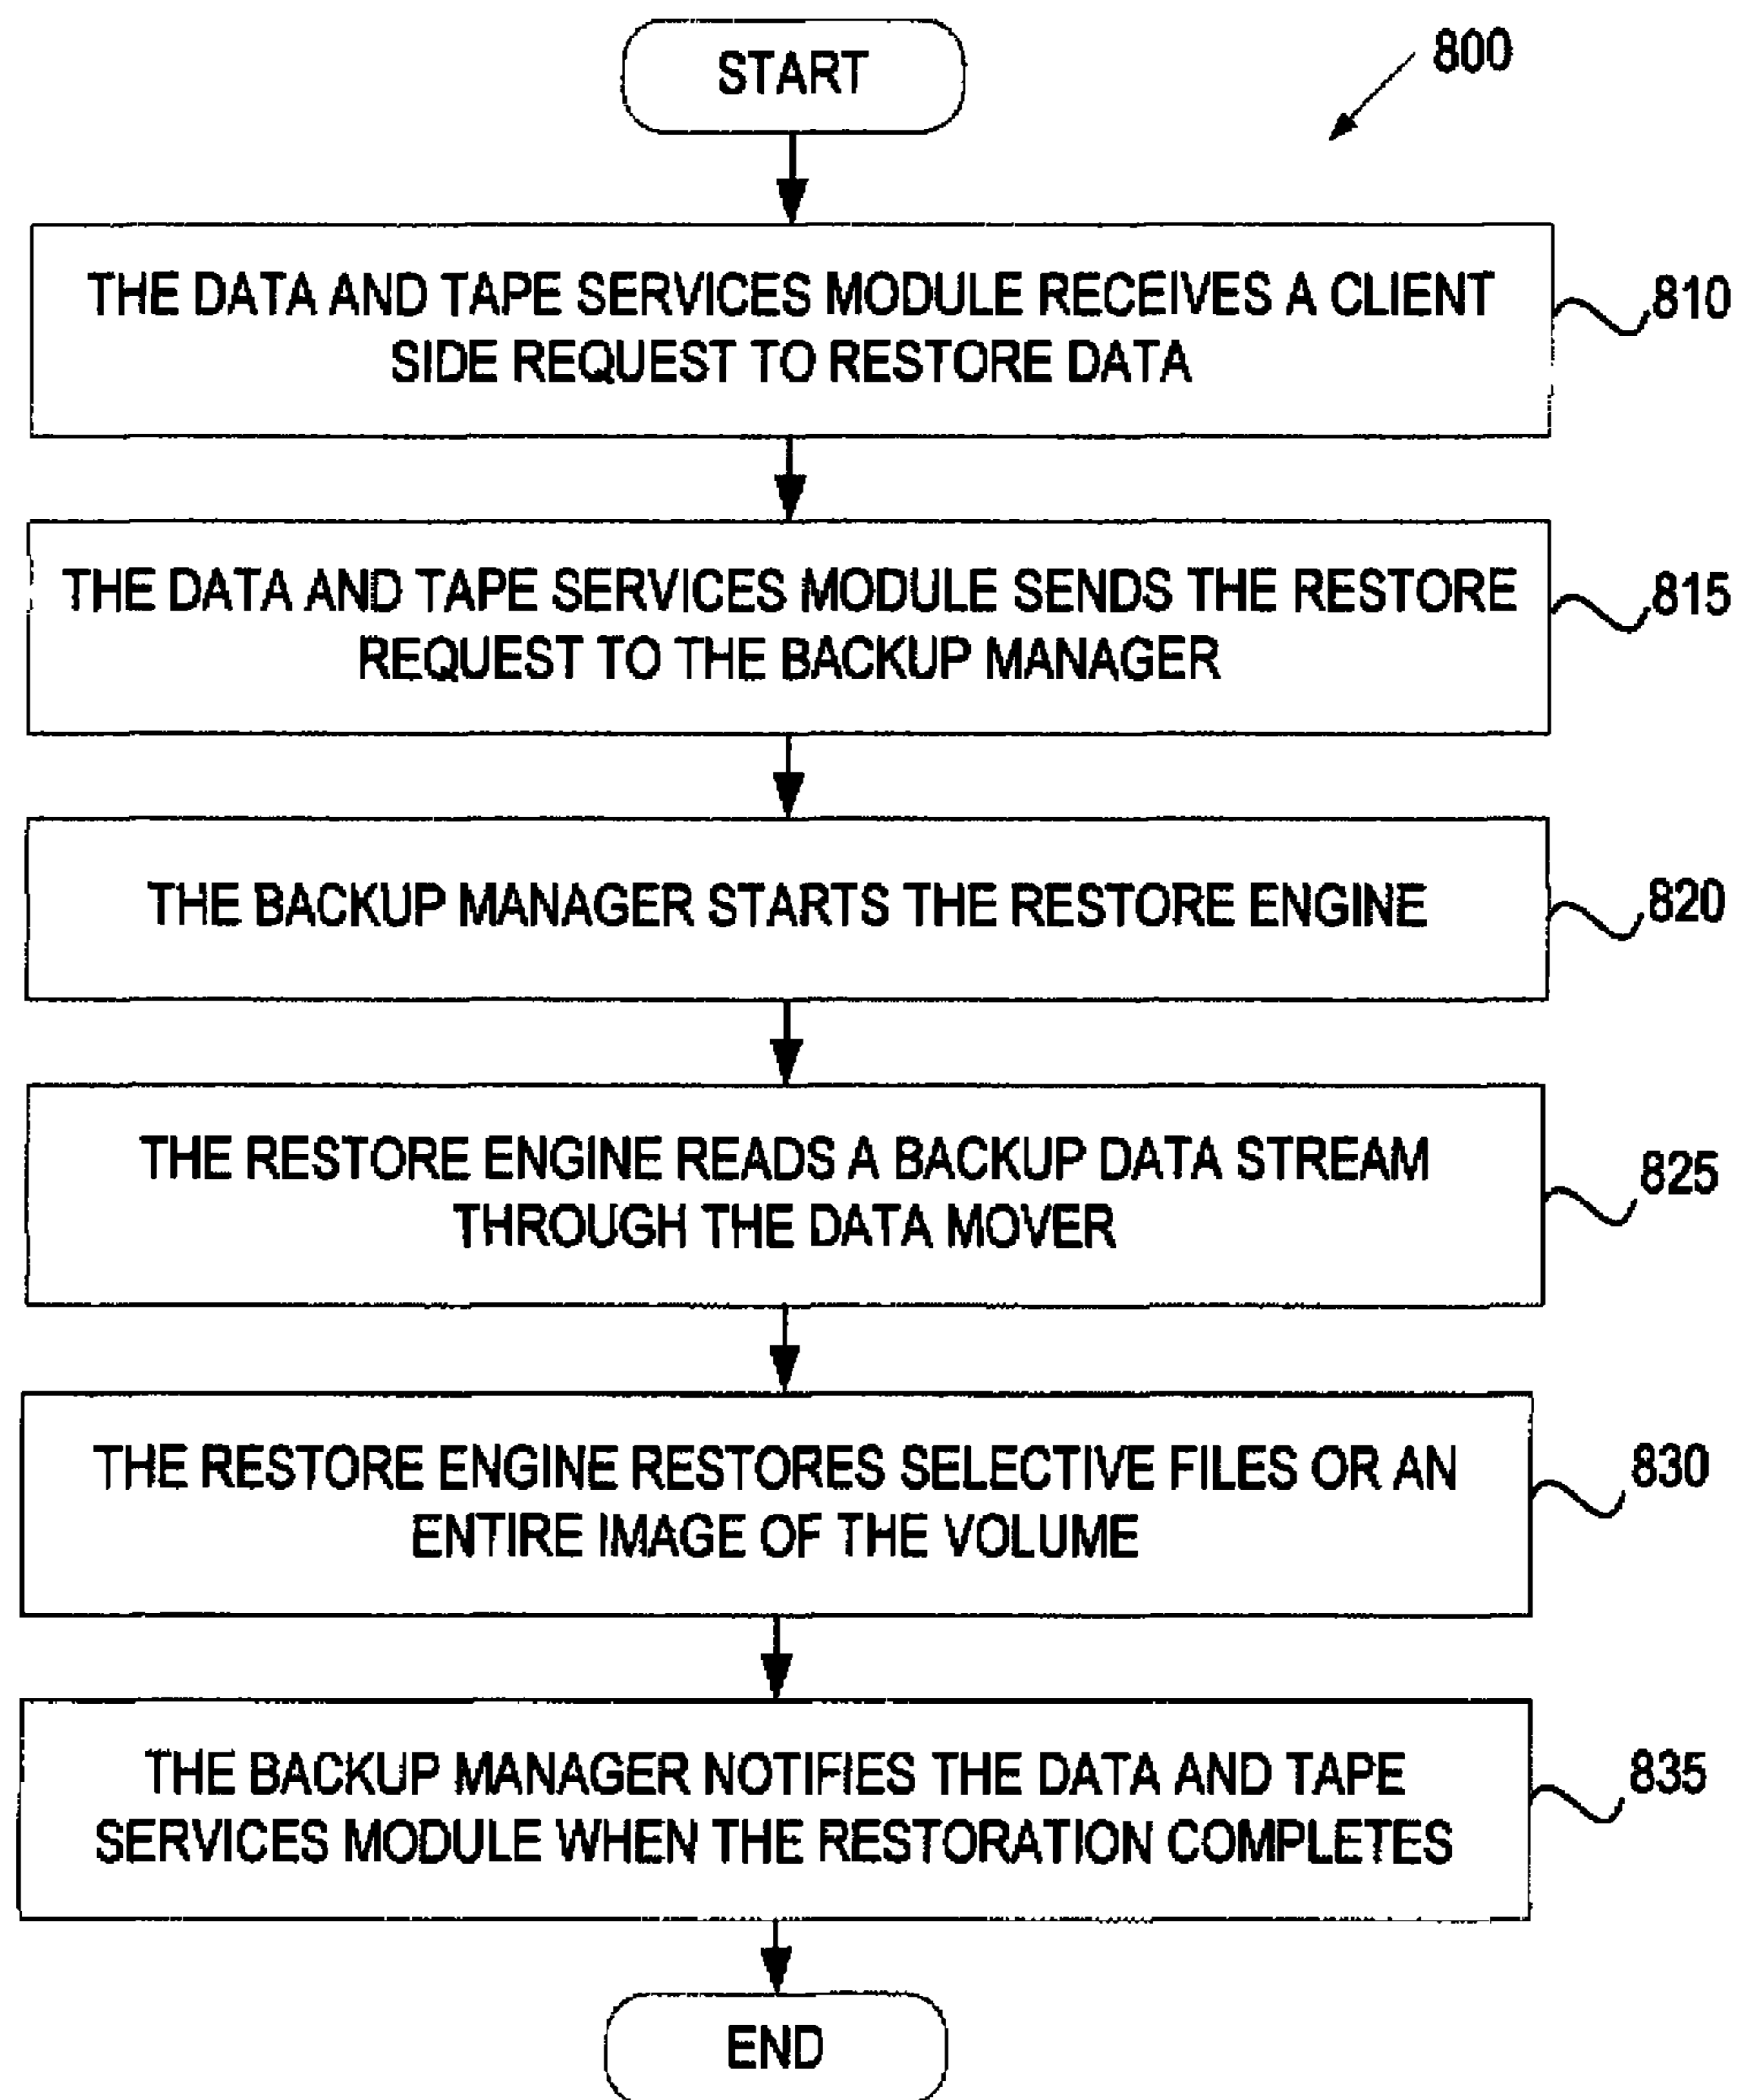 START
800
THE DATA AND TAPE SERVICES MODULE RECEIVES A CLIENT
SIDE REQUEST TO RESTORE DATA
810
THE DATA AND TAPE SERVICES MODULE SENDS THE RESTORE
REQUEST TO THE BACKUP MANAGER
815
THE BACKUP MANAGER STARTS THE RESTORE ENGINE
820
THE RESTORE ENGINE READS A BACKUP DATA STREAM
THROUGH THE DATA MOVER
825
THE RESTORE ENGINE RESTORES SELECTIVE FILES OR AN
ENTIRE IMAGE OF THE VOLUME
830
THE BACKUP MANAGER NOTIFIES THE DATA AND TAPE
SERVICES MODULE WHEN THE RESTORATION COMPLETES
835
END